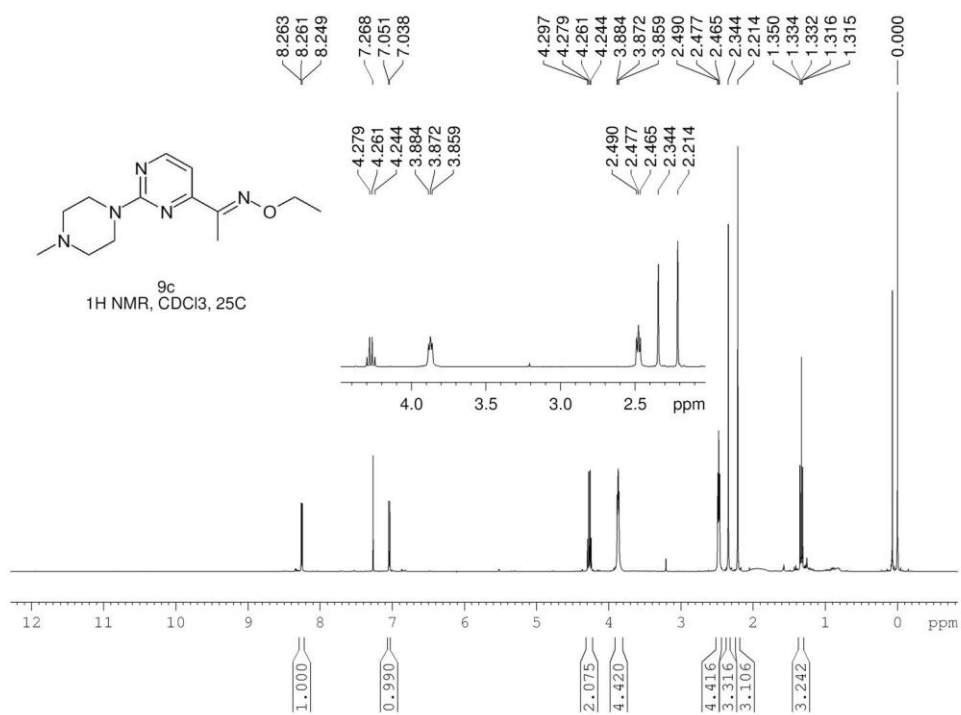 8.263 8.261 8.249 7.268 7.051 7.038 4.297 4.279 4.261 4.244 3.884 3.872 3.859 2.490 2.477 2.465 2.344 2.214 1.350 1.334 1.332 1.316 1.315 0.000
4.279 4.261 4.244 3.884 3.872 3.859 2.490 2.477 2.465 2.344 2.214
N
N N N O
N
9c
1H NMR, CDCl3, 25C
4.0 3.5 3.0 2.5 ppm
12 11 10 9 8 7 6 5 4 3 2 1 0 ppm
1.000 0.990 2.075 4.420 4.416 3.316 3.106 3.242